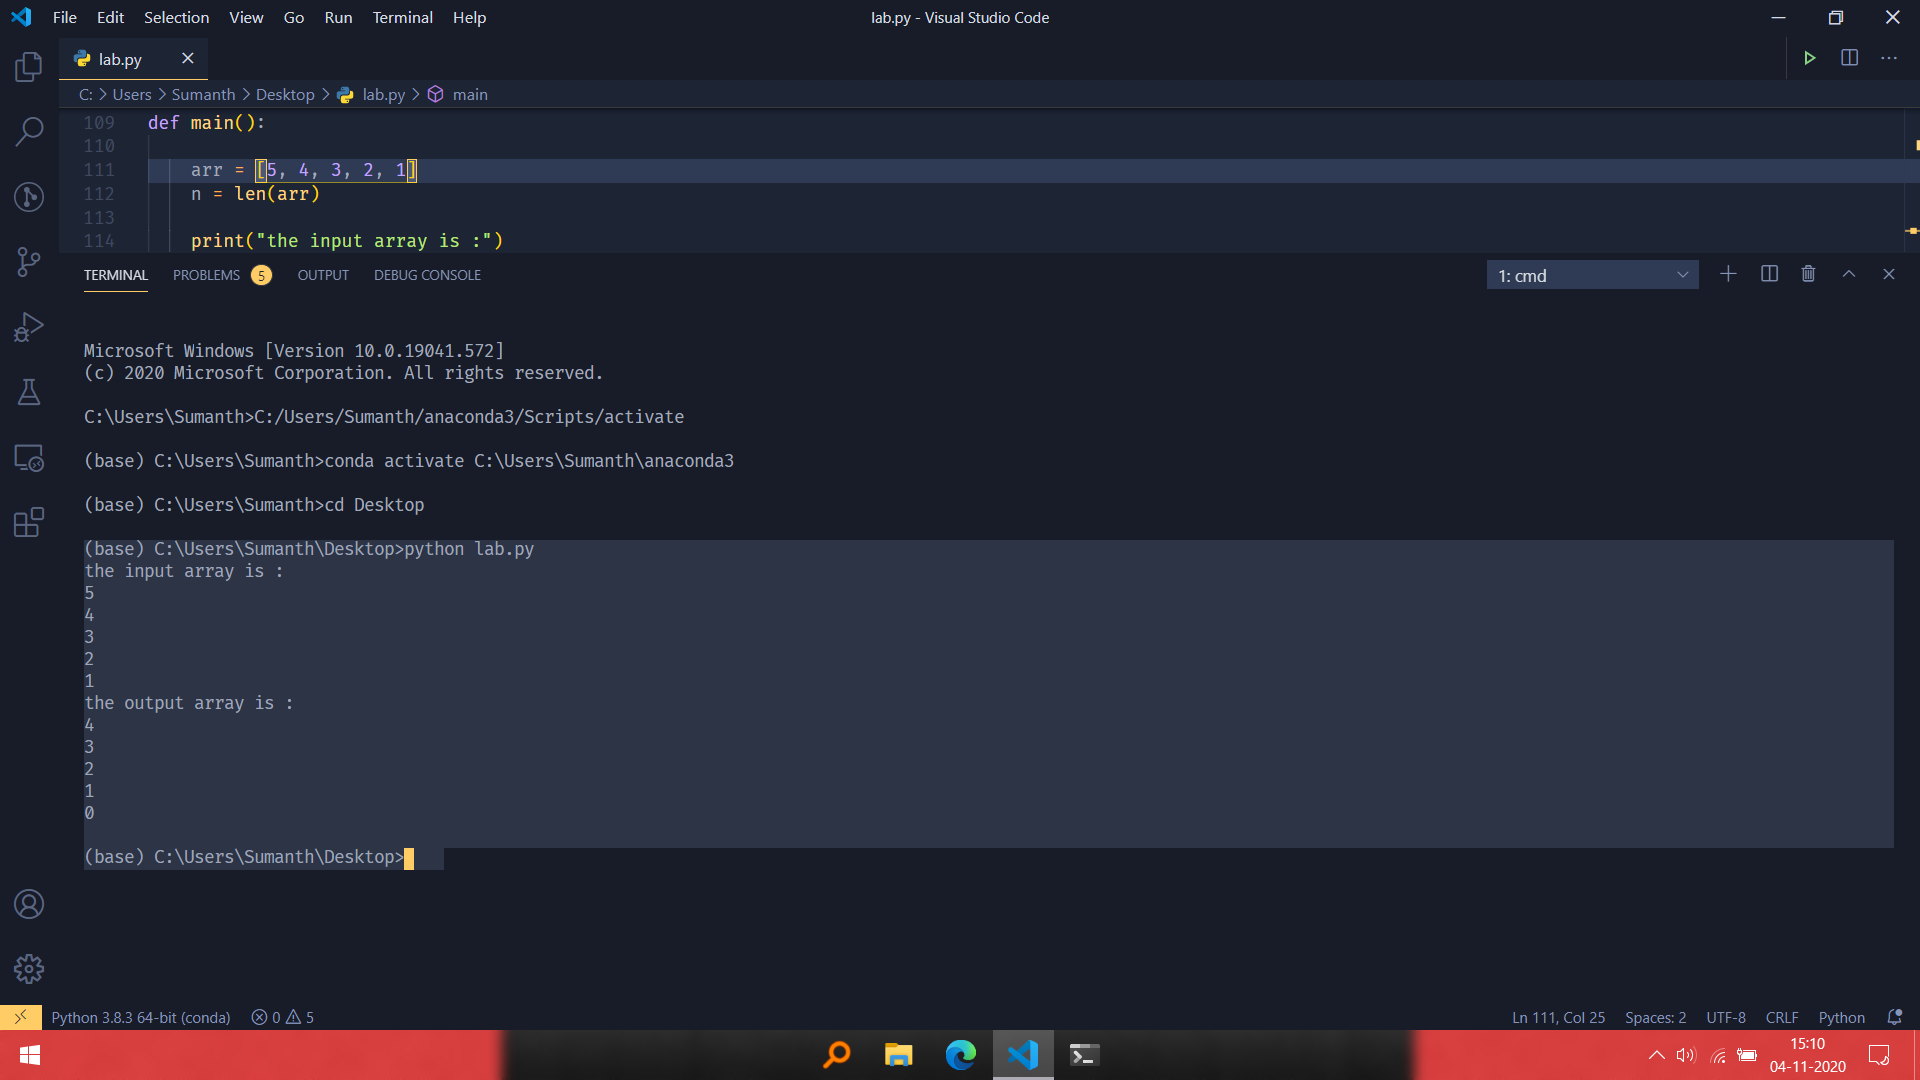 File Edit Selection View Go Run Terminal Help
lab.py - Visual Studio Code
lab.py
C: > Users > Sumanth > Desktop > lab.py > main
109 def main():
110
111 arr = [5, 4, 3, 2, 1]
112 n = len(arr)
113
114 print("the input array is :")
TERMINAL PROBLEMS 5 OUTPUT DEBUG CONSOLE
1: cmd
Microsoft Windows [Version 10.0.19041.572]
(c) 2020 Microsoft Corporation. All rights reserved.
C:\Users\Sumanth>C:/Users/Sumanth/anaconda3/Scripts/activate
(base) C:\Users\Sumanth>conda activate C:\Users\Sumanth\anaconda3
(base) C:\Users\Sumanth>cd Desktop
(base) C:\Users\Sumanth\Desktop>python lab.py
the input array is :
5
4
3
2
1
the output array is :
4
3
2
1
0
(base) C:\Users\Sumanth\Desktop>
Python 3.8.3 64-bit (conda) 0 5
Ln 111, Col 25 Spaces: 2 UTF-8 CRLF Python
15:10
04-11-2020